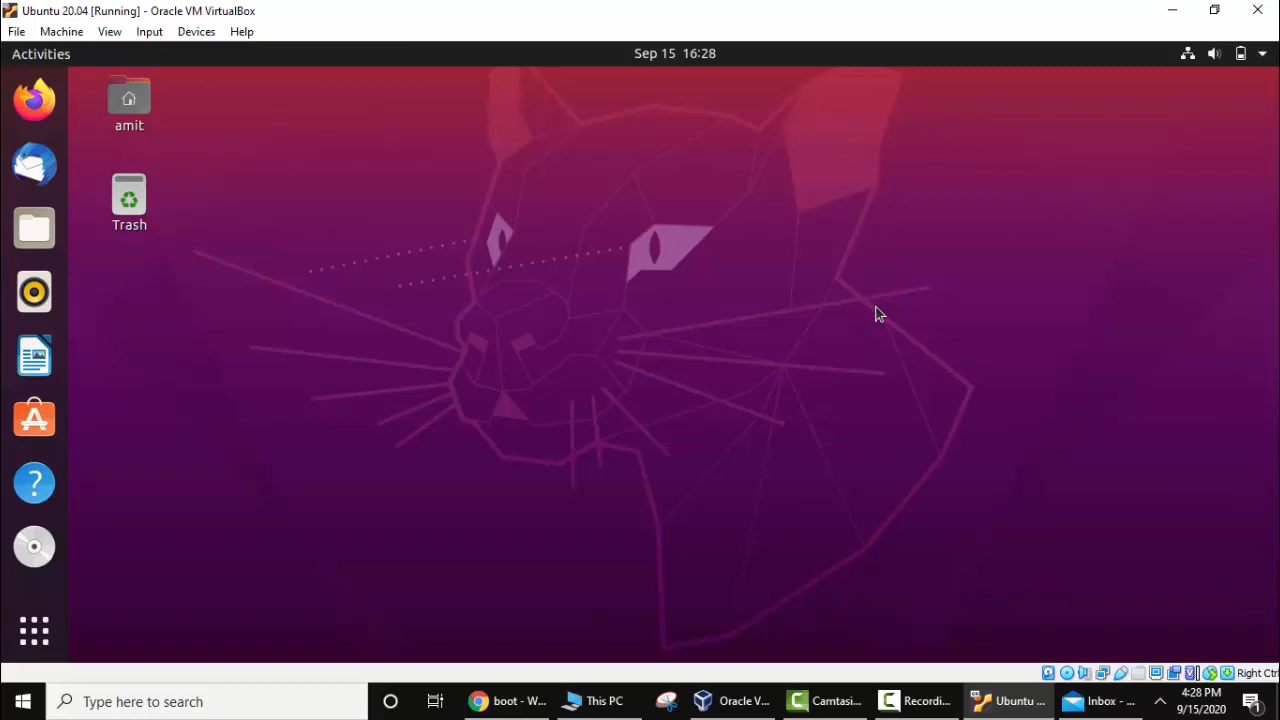 Ubuntu 20.04 [Running] - Oracle VM VirtualBox
File Machine View Input Devices Help
Activities
Sep 15 16:28
amit
Trash
?
Right Ctrl
Type here to search
boot - W...
This PC
Oracle V...
Camtasi...
Recordi...
Ubuntu ...
Inbox - ...
4:28 PM
9/15/2020
1